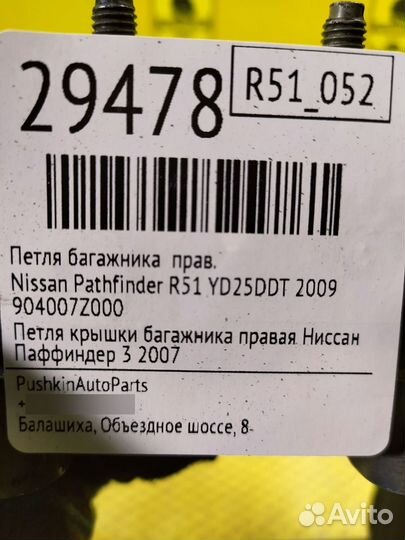 29478
R51_052
Петля багажника прав.
Nissan Pathfinder R51 YD25DDT 2009
904007Z000
Петля крышки багажника правая Ниссан
Паффиндер 3 2007
PushkinAutoParts
+
Балашиха, Объездное шоссе, 8-
Avito